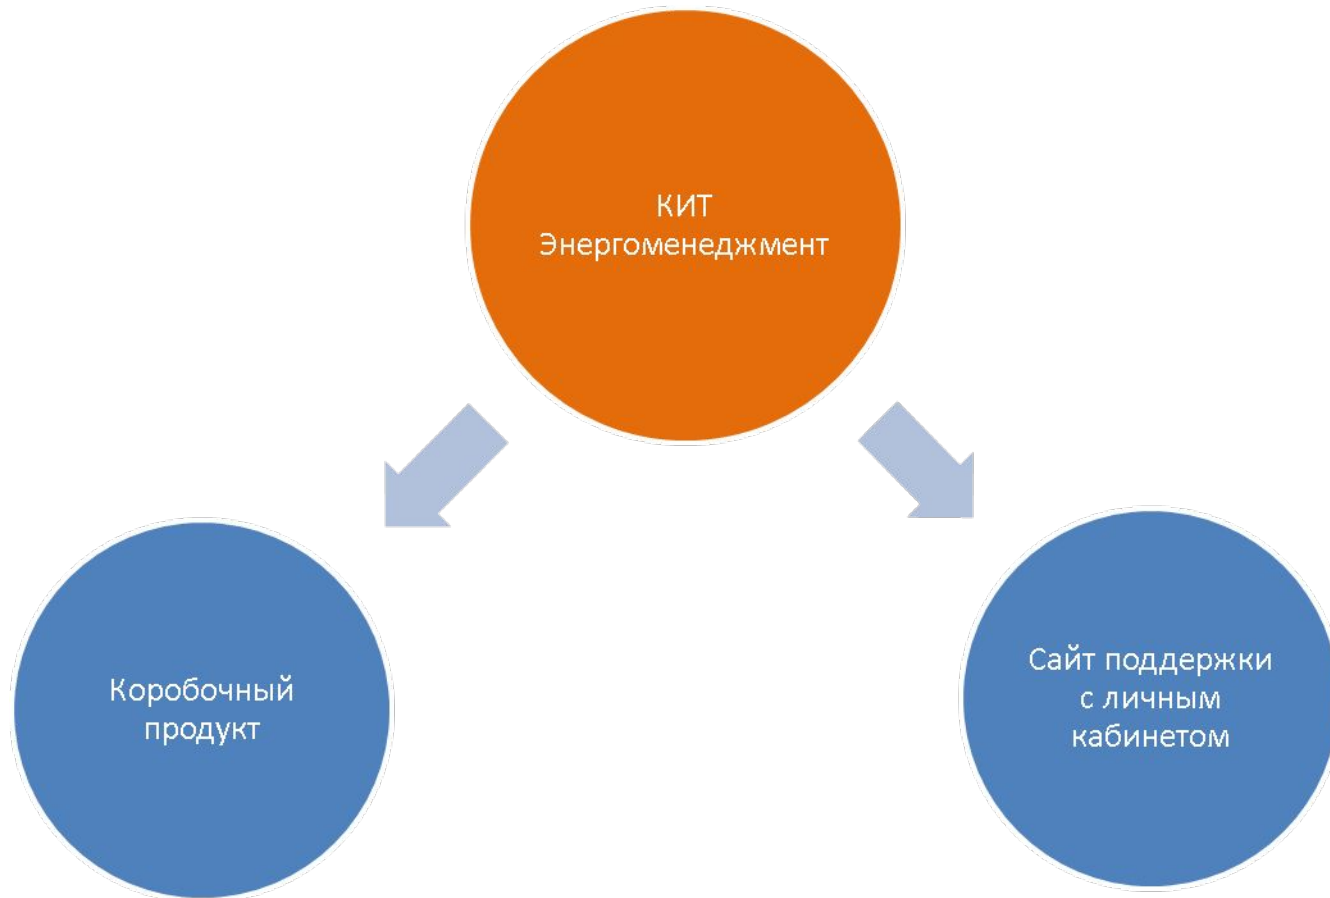 КИТ
Энергоменеджмент
Коробочный
продукт
Сайт поддержки
с личным
кабинетом